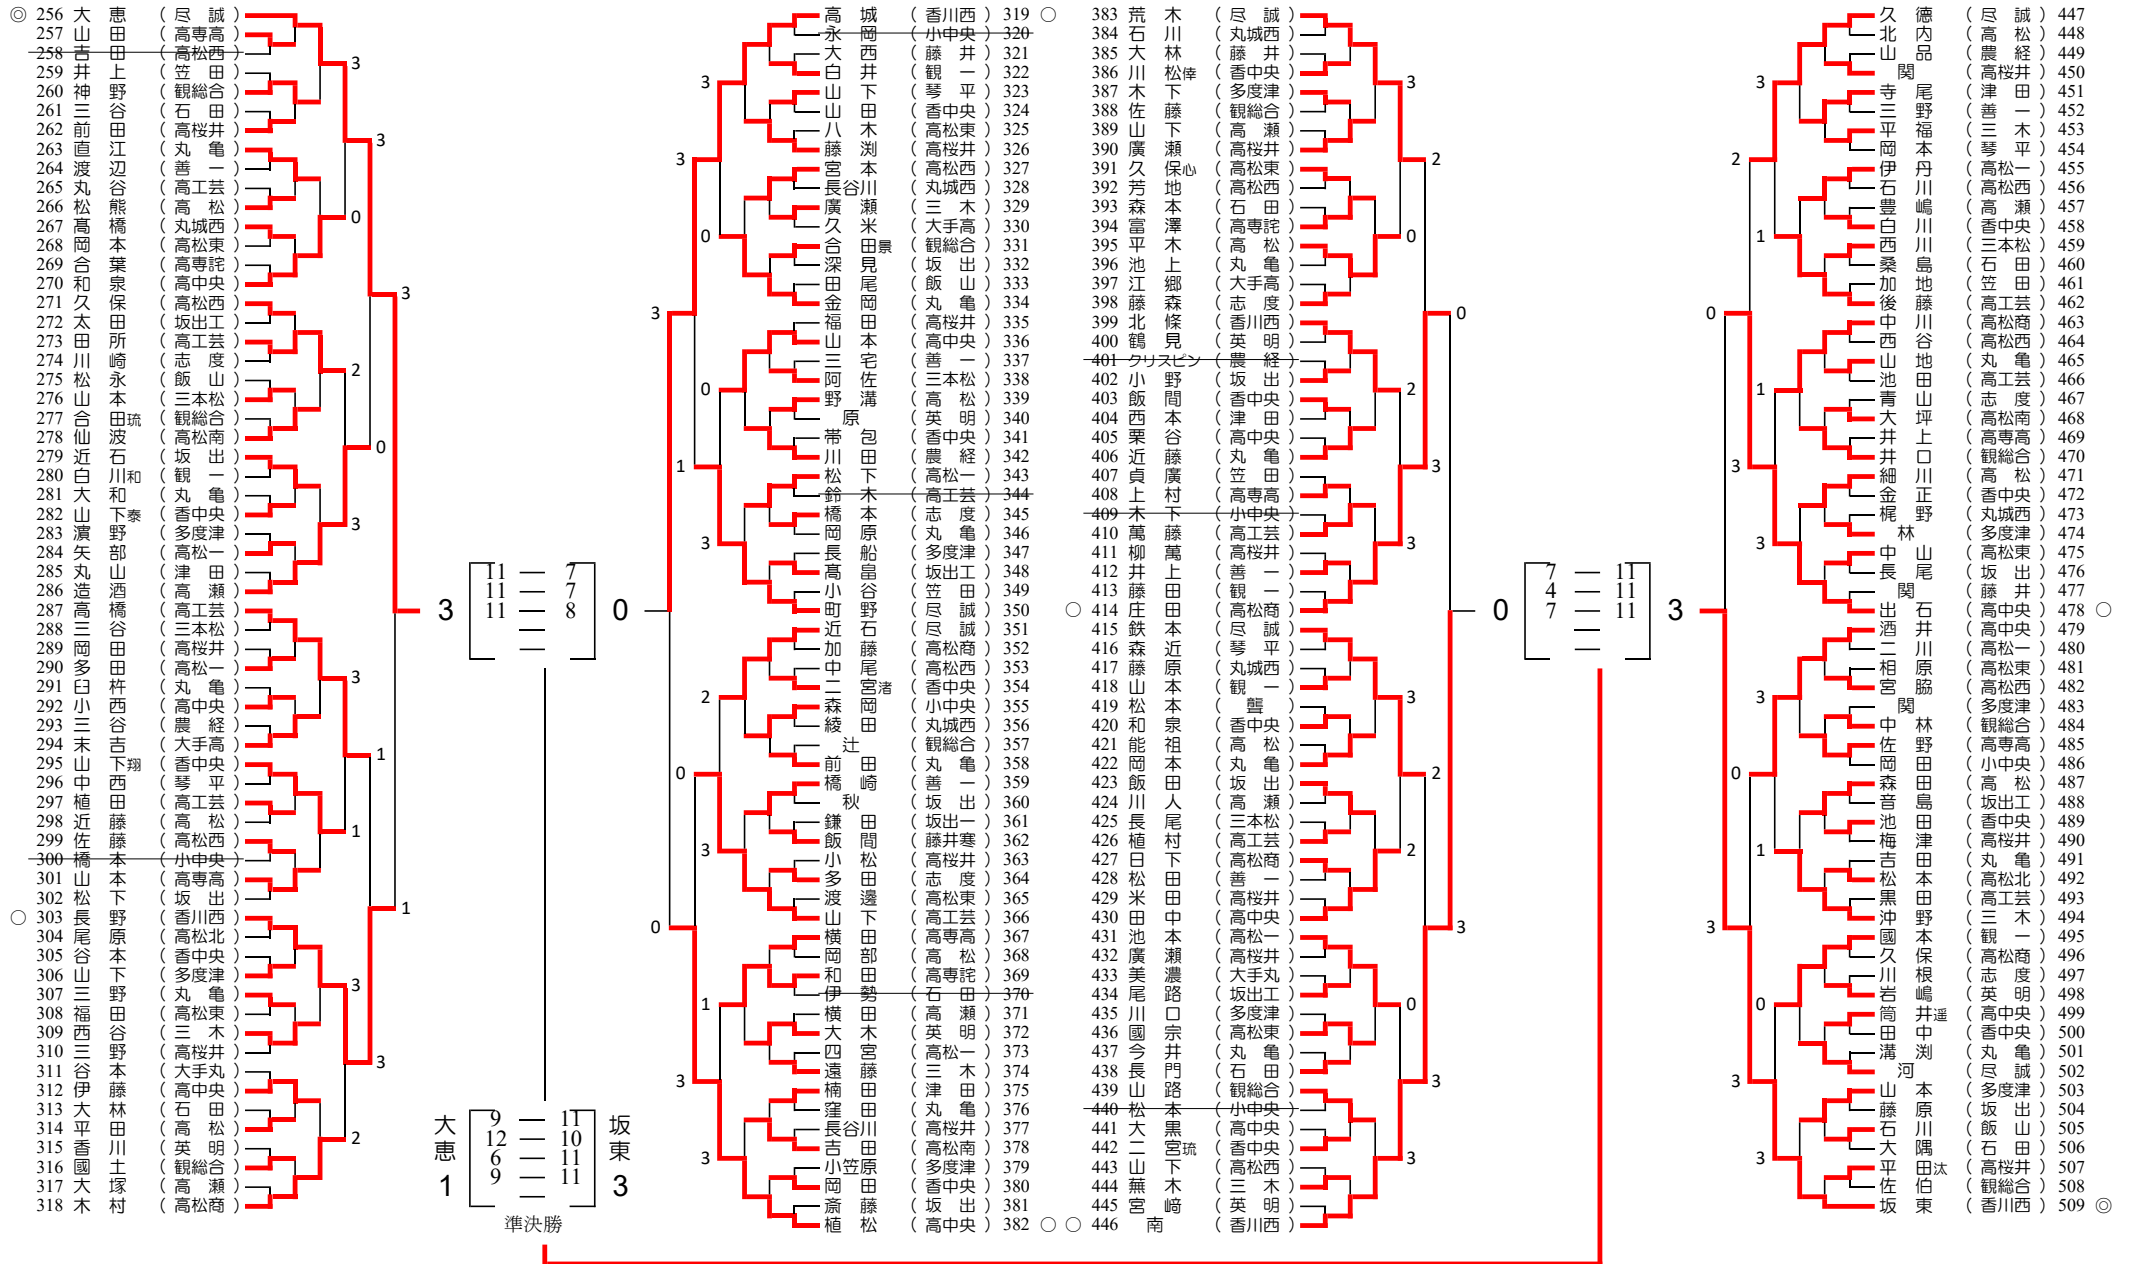 ◎ 256 大恵 (尽誠)
257 山田 (高専高)
258 吉田 (高松西)
259 井上 (笠田)
260 神野 (観総合)
261 三谷 (石田)
262 前田 (高桜井)
263 直江 (丸亀)
264 渡辺 (善一)
265 丸谷 (高工芸)
266 松熊 (高松)
267 髙橋 (丸城西)
268 岡本 (高松東)
269 合葉 (高専詫)
270 和泉 (高中央)
271 久保 (高松西)
272 太田 (坂出工)
273 田所 (高工芸)
274 川崎 (志度)
275 松永 (飯山)
276 山本 (三本松)
277 合田琉 (観総合)
278 仙波 (高松南)
279 近石 (坂出)
280 白川和 (観一)
281 大和 (丸亀)
282 山下泰 (香中央)
283 濵野 (多度津)
284 矢部 (高松一)
285 丸山 (津田)
286 造酒 (高瀬)
287 高橋 (高工芸)
288 三谷 (三本松)
289 岡田 (高桜井)
290 多田 (高松一)
291 臼杵 (丸亀)
292 小西 (高中央)
293 三谷 (農経)
294 末吉 (大手高)
295 山下翔 (香中央)
296 中西 (琴平)
297 植田 (高工芸)
298 近藤 (高松)
299 佐藤 (高松西)
300 橋本 (小中央)
301 山本 (高専高)
302 松下 (坂出)
○ 303 長野 (香川西)
304 尾原 (高松北)
305 谷本 (香中央)
306 山下 (多度津)
307 三野 (丸亀)
308 福田 (高松東)
309 西谷 (三木)
310 三野 (高桜井)
311 谷本 (大手丸)
312 伊藤 (高中央)
313 大林 (石田)
314 平田 (高松)
315 香川 (英明)
316 國土 (観総合)
317 大塚 (高瀬)
318 木村 (高松商)
3
3
0
3
2
0
3
3
1
1
1
3
3
2
3
11 — 7
11 — 7
11 — 8
—
—
0
大恵 1
9 — 11
12 — 10
6 — 11
9 — 11
—
坂東 3
準決勝
高城 (香川西) 319 ○
永岡 (小中央) 320
大西 (藤井) 321
白井 (観一) 322
山下 (琴平) 323
山田 (香中央) 324
八木 (高松東) 325
藤渕 (高桜井) 326
宮本 (高松西) 327
長谷川 (丸城西) 328
廣瀬 (三木) 329
久米 (大手高) 330
合田景 (観総合) 331
深見 (坂出) 332
田尾 (飯山) 333
金岡 (丸亀) 334
福田 (高桜井) 335
山本 (高中央) 336
三宅 (善一) 337
阿佐 (三本松) 338
野溝 (高松) 339
原 (英明) 340
帯包 (香中央) 341
川田 (農経) 342
松下 (高松一) 343
鈴木 (高工芸) 344
橋本 (志度) 345
岡原 (丸亀) 346
長船 (多度津) 347
髙畠 (坂出工) 348
小谷 (笠田) 349
町野 (尽誠) 350
近石 (尽誠) 351
加藤 (高松商) 352
中尾 (高松西) 353
二宮渚 (香中央) 354
森岡 (小中央) 355
綾田 (丸城西) 356
辻 (観総合) 357
前田 (丸亀) 358
橋崎 (善一) 359
秋 (坂出) 360
鎌田 (坂出一) 361
飯間 (藤井寒) 362
小松 (高桜井) 363
多田 (志度) 364
渡邊 (高松東) 365
山下 (高工芸) 366
横田 (高専高) 367
岡部 (高松) 368
和田 (高専詫) 369
伊勢 (石田) 370
横田 (高瀬) 371
大木 (英明) 372
四宮 (高松一) 373
遠藤 (三木) 374
楠田 (津田) 375
窪田 (丸亀) 376
長谷川 (高桜井) 377
吉田 (高松南) 378
小笠原 (多度津) 379
岡田 (香中央) 380
斎藤 (坂出) 381
植松 (高中央) 382 ○
3
3
0
3
0
1
3
2
0
3
0
1
3
3
383 荒木 (尽誠)
384 石川 (丸城西)
385 大林 (藤井)
386 川松倖 (香中央)
387 木下 (多度津)
388 佐藤 (観総合)
389 山下 (高瀬)
390 廣瀬 (高桜井)
391 久保心 (高松東)
392 芳地 (高松西)
393 森本 (石田)
394 富澤 (高専詫)
395 平木 (高松)
396 池上 (丸亀)
397 江郷 (大手高)
398 藤森 (志度)
399 北條 (香川西)
400 鶴見 (英明)
401 クリスピン (農経)
402 小野 (坂出)
403 飯間 (香中央)
404 西本 (津田)
405 栗谷 (高中央)
406 近藤 (丸亀)
407 貞廣 (笠田)
408 上村 (高専高)
409 木下 (小中央)
410 萬藤 (高工芸)
411 柳萬 (高桜井)
412 井上 (善一)
413 藤田 (観一)
○ 414 庄田 (高松商)
415 鉄本 (尽誠)
416 森近 (琴平)
417 藤原 (丸城西)
418 山本 (観一)
419 松本 (聾)
420 和泉 (香中央)
421 能祖 (高松)
422 岡本 (丸亀)
423 飯田 (坂出)
424 川人 (高瀬)
425 長尾 (三本松)
426 植村 (高工芸)
427 日下 (高松商)
428 松田 (善一)
429 米田 (高桜井)
430 田中 (高中央)
431 池本 (高松一)
432 廣瀬 (高桜井)
433 美濃 (大手丸)
434 尾路 (坂出工)
435 川口 (多度津)
436 國宗 (高松東)
437 今井 (丸亀)
438 長門 (石田)
439 山路 (観総合)
440 松本 (小中央)
441 大黒 (高中央)
442 二宮琉 (香中央)
443 山下 (高松西)
444 蕪木 (三木)
445 宮﨑 (英明)
○ 446 南 (香川西)
3
2
0
0
2
3
3
3
2
2
3
0
3
3
0
7 — 11
4 — 11
7 — 11
—
—
3
久德 (尽誠) 447
北内 (高松) 448
山品 (農経) 449
関 (高桜井) 450
寺尾 (津田) 451
三野 (善一) 452
平福 (三木) 453
岡本 (琴平) 454
伊丹 (高松一) 455
石川 (高松西) 456
豊嶋 (高瀬) 457
白川 (香中央) 458
西川 (三本松) 459
桑島 (石田) 460
加地 (笠田) 461
後藤 (高工芸) 462
中川 (高松商) 463
西谷 (高松西) 464
山地 (丸亀) 465
池田 (高工芸) 466
青山 (志度) 467
大坪 (高松南) 468
井上 (高専高) 469
井口 (観総合) 470
細川 (高松) 471
金正 (香中央) 472
梶野 (丸城西) 473
林 (多度津) 474
中山 (高松東) 475
長尾 (坂出) 476
関 (藤井) 477
出石 (高中央) 478 ○
酒井 (高中央) 479
二川 (高松一) 480
相原 (高松東) 481
宮脇 (高松西) 482
関 (多度津) 483
中林 (観総合) 484
佐野 (高専高) 485
岡田 (小中央) 486
森田 (高松) 487
音島 (坂出工) 488
池田 (香中央) 489
梅津 (高桜井) 490
吉田 (丸亀) 491
松本 (高松北) 492
黒田 (高工芸) 493
沖野 (三木) 494
國本 (観一) 495
久保 (高松商) 496
川根 (志度) 497
岩嶋 (英明) 498
筒井遥 (高中央) 499
田中 (香中央) 500
溝渕 (丸亀) 501
河 (尽誠) 502
山本 (多度津) 503
藤原 (坂出) 504
石川 (飯山) 505
大隅 (石田) 506
平田汰 (高桜井) 507
佐伯 (観総合) 508
坂東 (香川西) 509 ◎
3
2
1
0
1
3
3
3
0
1
3
0
3
3